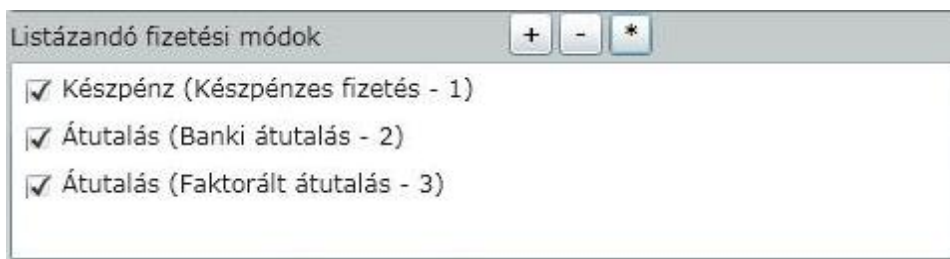 Listázandó fizetési módok + - *
Készpénz (Készpénzes fizetés - 1)
Átutalás (Banki átutalás - 2)
Átutalás (Faktorált átutalás - 3)